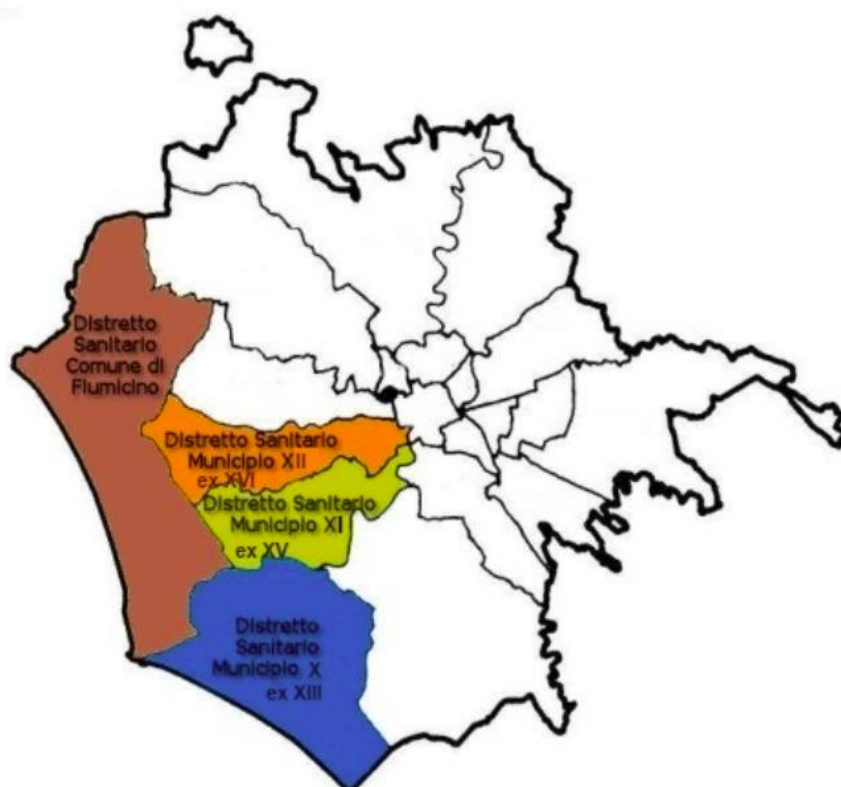 Distretto
Sanitario
Comune di
Fiumicino
Distretto Sanitario
Municipio XII
ex XVI
Distretto Sanitario
Municipio XI
ex XV
Distretto
Sanitario
Municipio X
ex XIII